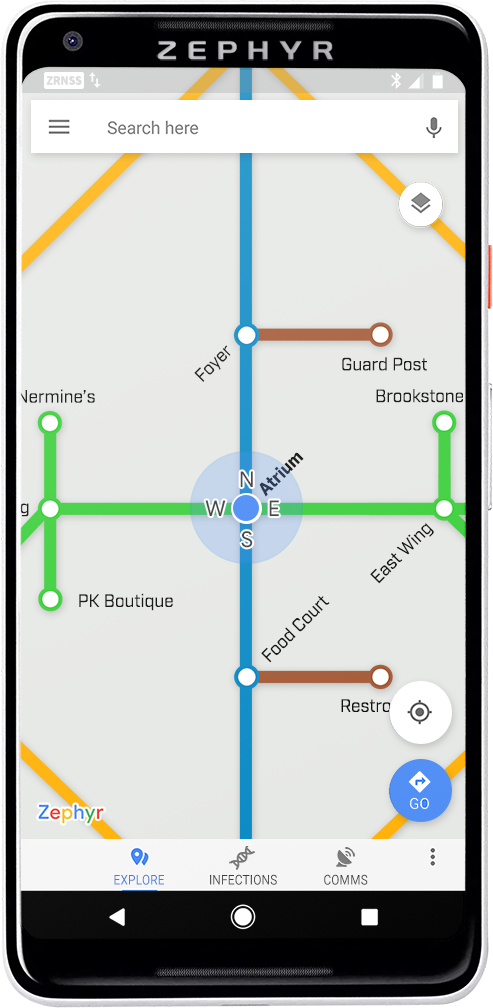 ZEPHYR
ZRNSS
Search here
Foyer
Guard Post
Nermine's
Brookstone
Atrium
N
W
E
S
g
East Wing
PK Boutique
Food Court
Restro
Zephyr
GO
EXPLORE
INFECTIONS
COMMS